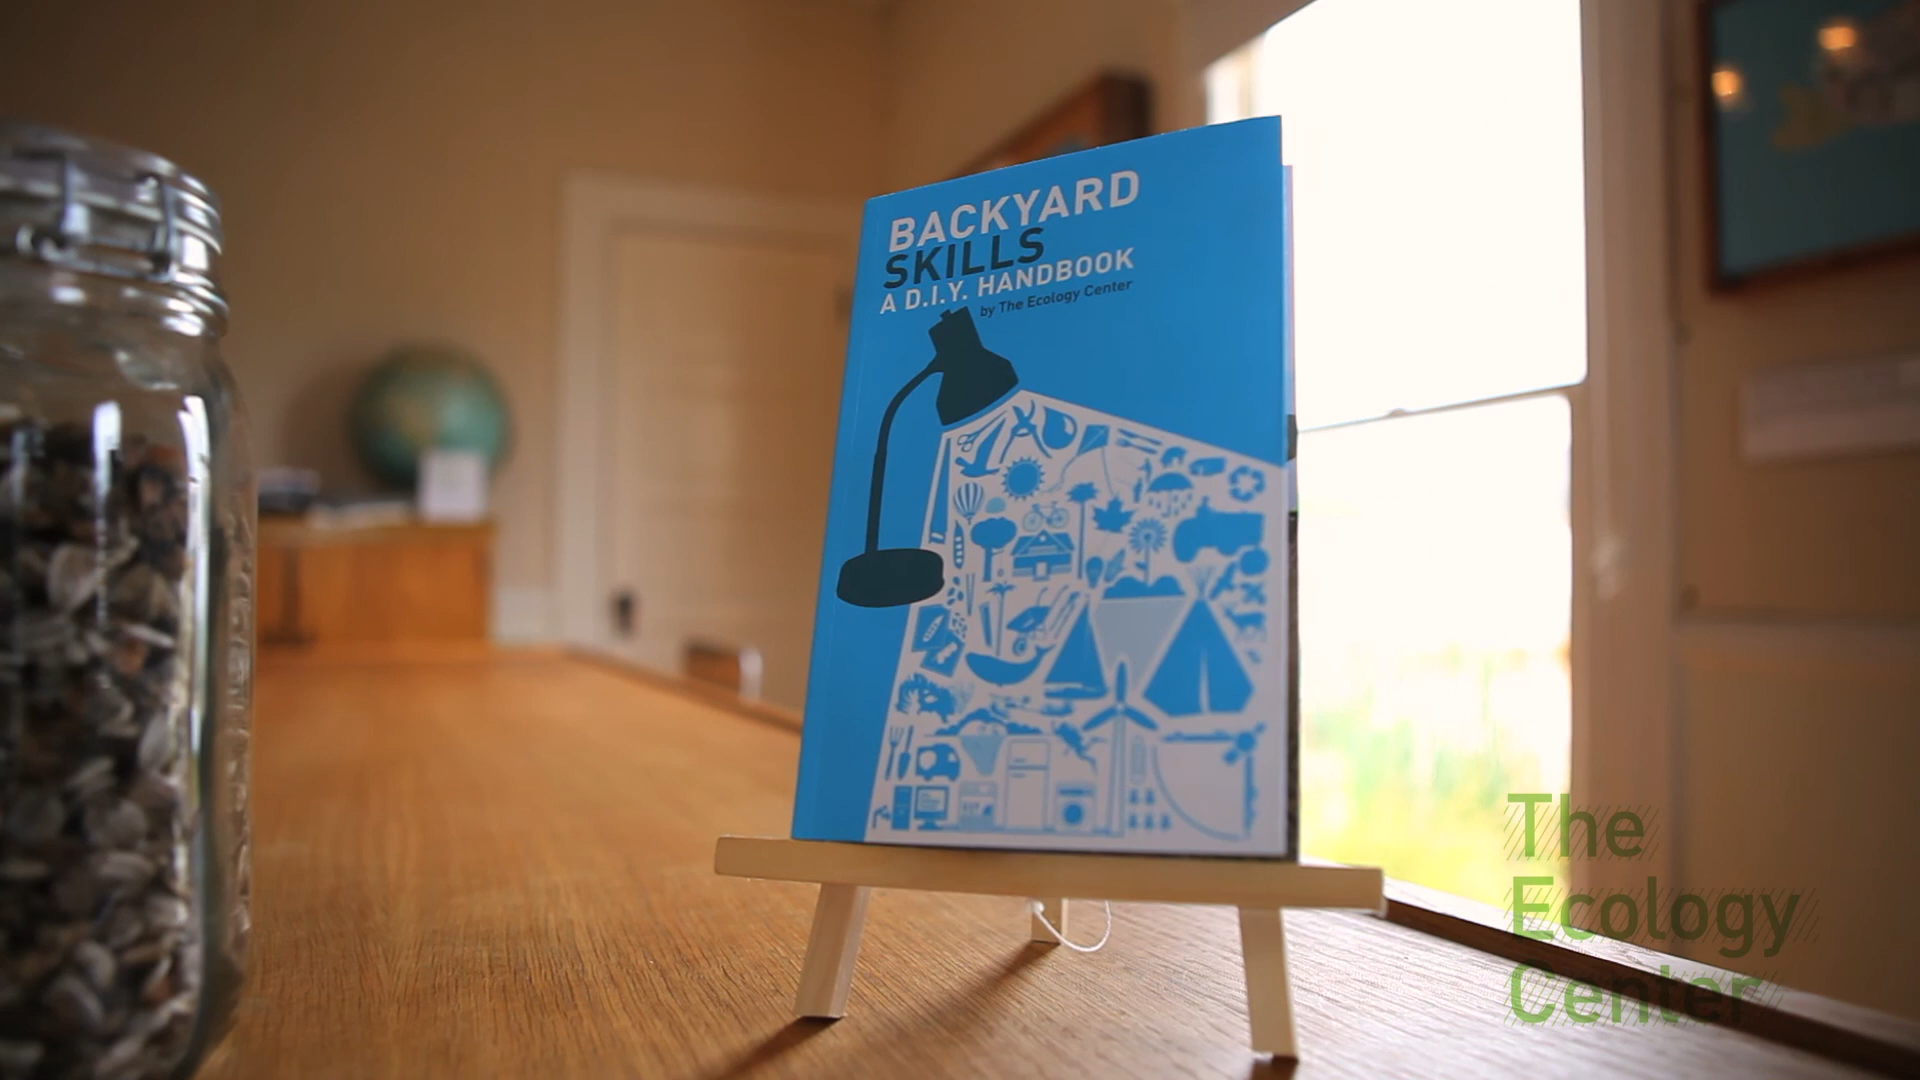 BACKYARD
SKILLS
A D.I.Y. HANDBOOK
by The Ecology Center
The
Ecology
Center